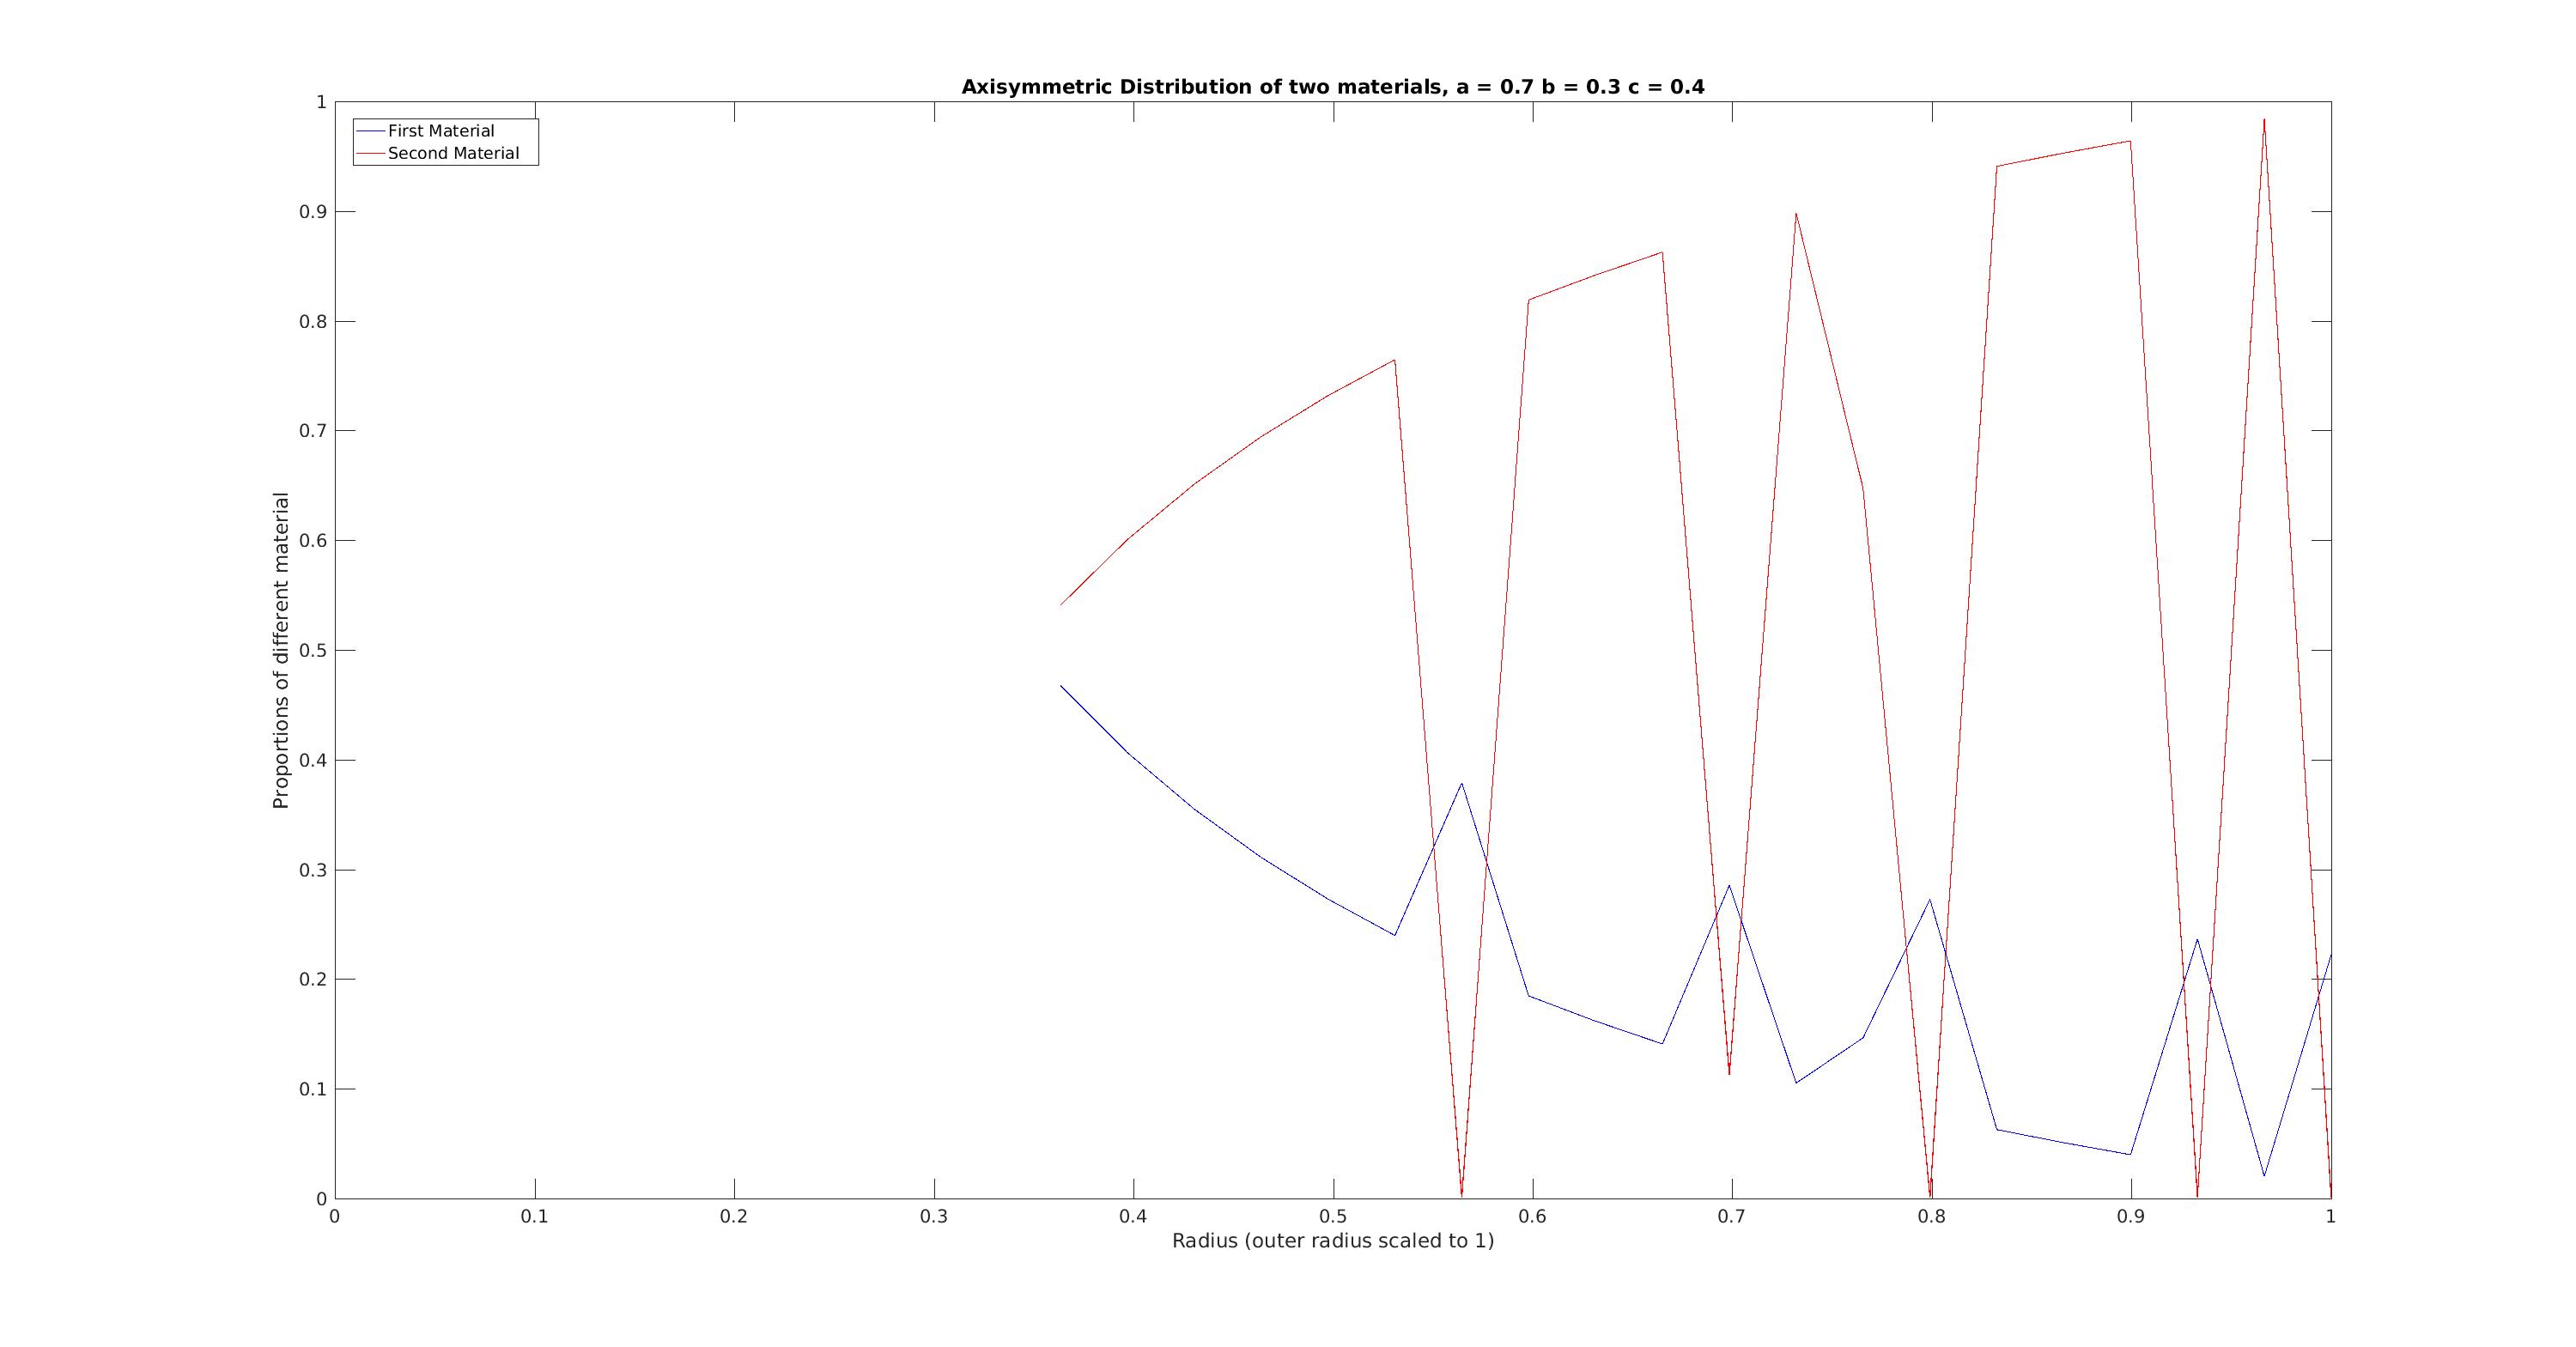 Axisymmetric Distribution of two materials, a = 0.7 b = 0.3 c = 0.4
First Material
Second Material
Proportions of different material
1
0.9
0.8
0.7
0.6
0.5
0.4
0.3
0.2
0.1
0
0 0.1 0.2 0.3 0.4 0.5 0.6 0.7 0.8 0.9 1
Radius (outer radius scaled to 1)